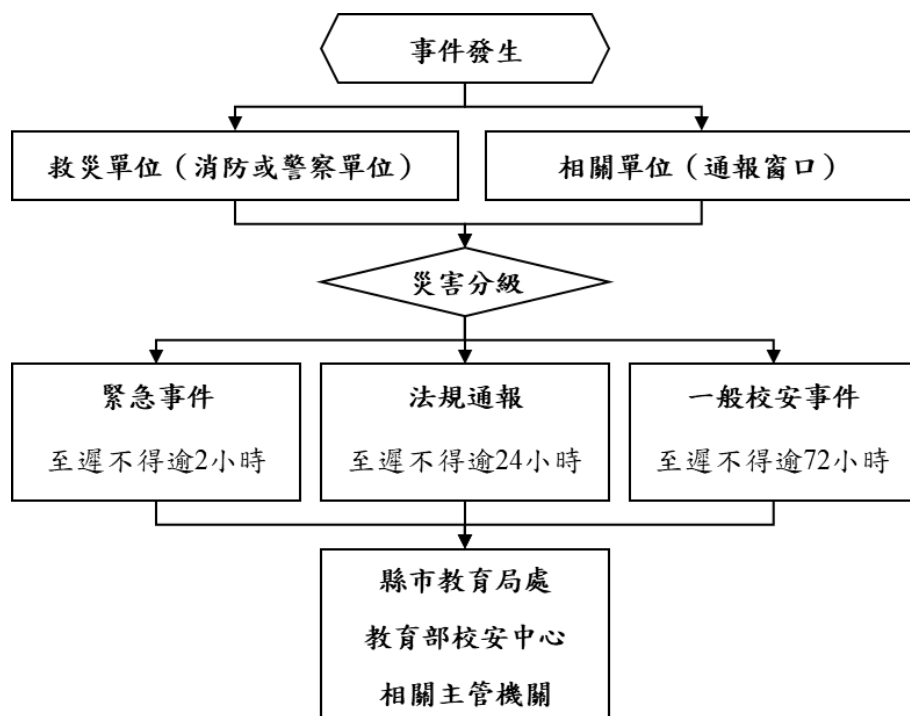 事件發生
救災單位（消防或警察單位）
相關單位（通報窗口）
災害分級
緊急事件
至遲不得逾2小時
法規通報
至遲不得逾24小時
一般校安事件
至遲不得逾72小時
縣市教育局處
教育部校安中心
相關主管機關